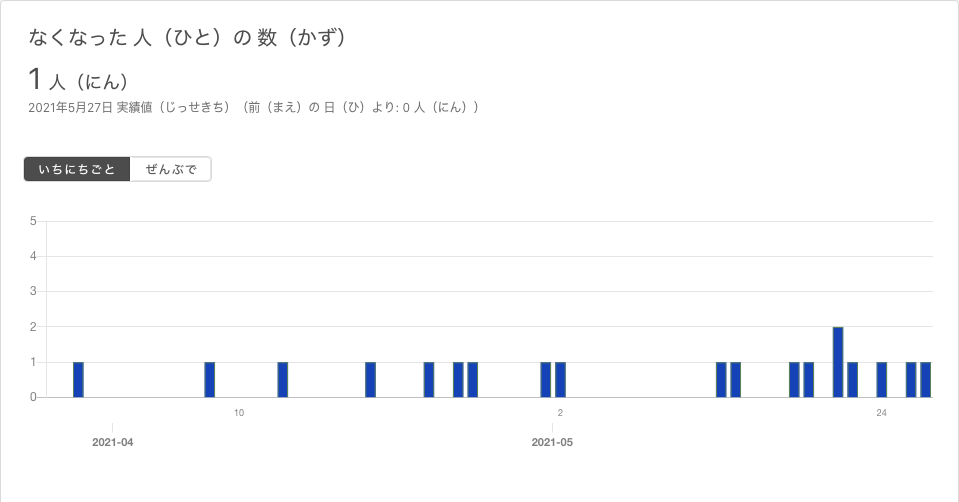 なくなった 人（ひと）の 数（かず）
1 人（にん）
2021年5月27日 実績値（じっせきち）（前（まえ）の 日（ひ）より: 0 人（にん））
いちにちごと ぜんぶで
5
4
3
2
1
0
10 2 24
2021-04 2021-05